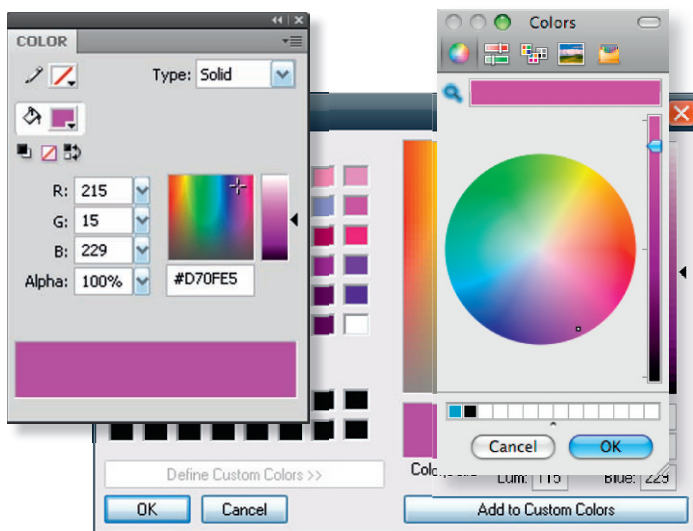 COLOR
Type: Solid
R: 215
G: 15
B: 229
Alpha: 100%
#D70FE5
Colors
Cancel
OK
Define Custom Colors >>
OK
Cancel
Lum: 115
Blue: 229
Add to Custom Colors